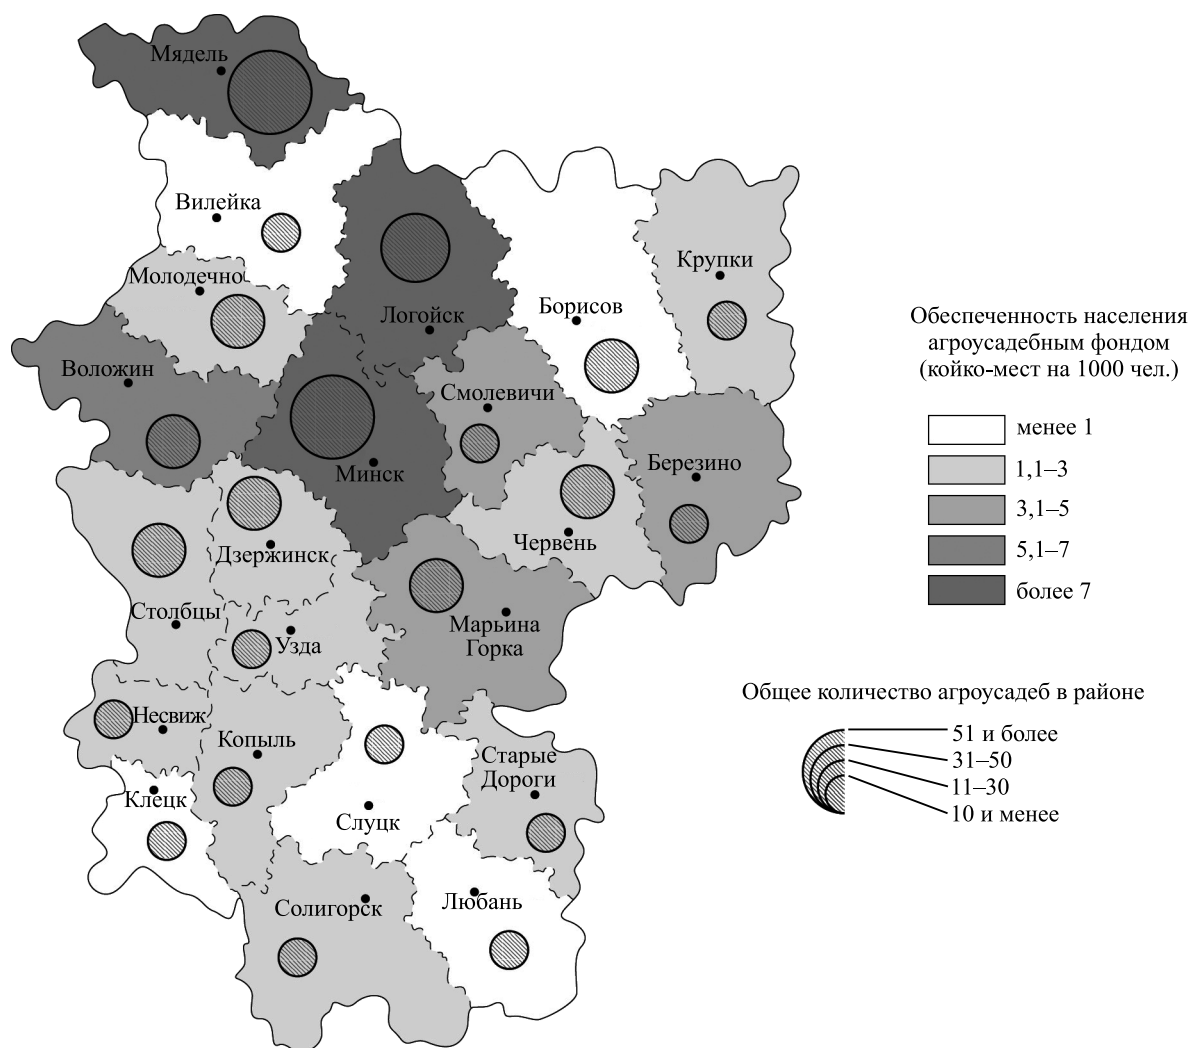 Мядель
Вилейка
Молодечно
Логойск
Борисов
Крупки
Воложин
Смолевичи
Минск
Березино
Червень
Дзержинск
Столбцы
Узда
Марьина
Горка
Несвиж
Копыль
Старые
Дороги
Клецк
Слуцк
Любань
Солигорск
Обеспеченность населения
агроусадебным фондом
(койко-мест на 1000 чел.)
менее 1
1,1–3
3,1–5
5,1–7
более 7
Общее количество агроусадеб в районе
51 и более
31–50
11–30
10 и менее